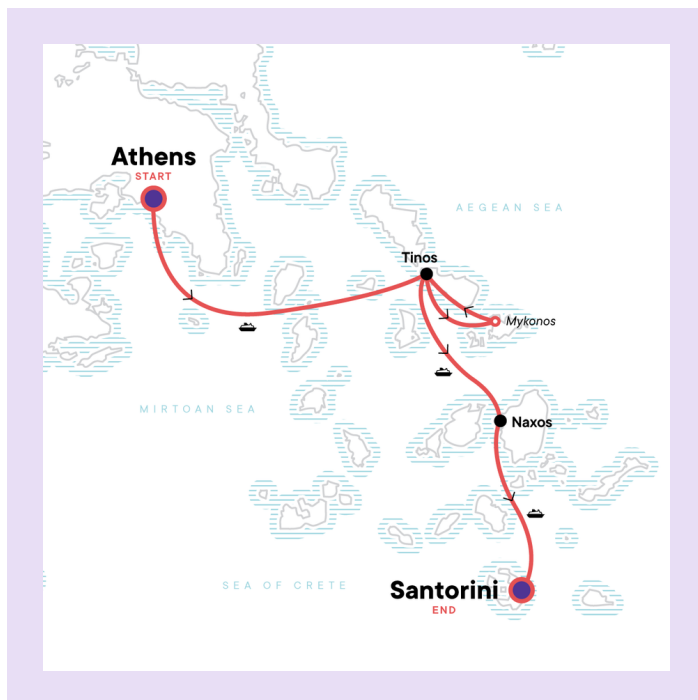 Athens
START
AEGEAN SEA
Tinos
Mykonos
MIRTOAN SEA
Naxos
SEA OF CRETE
Santorini
END